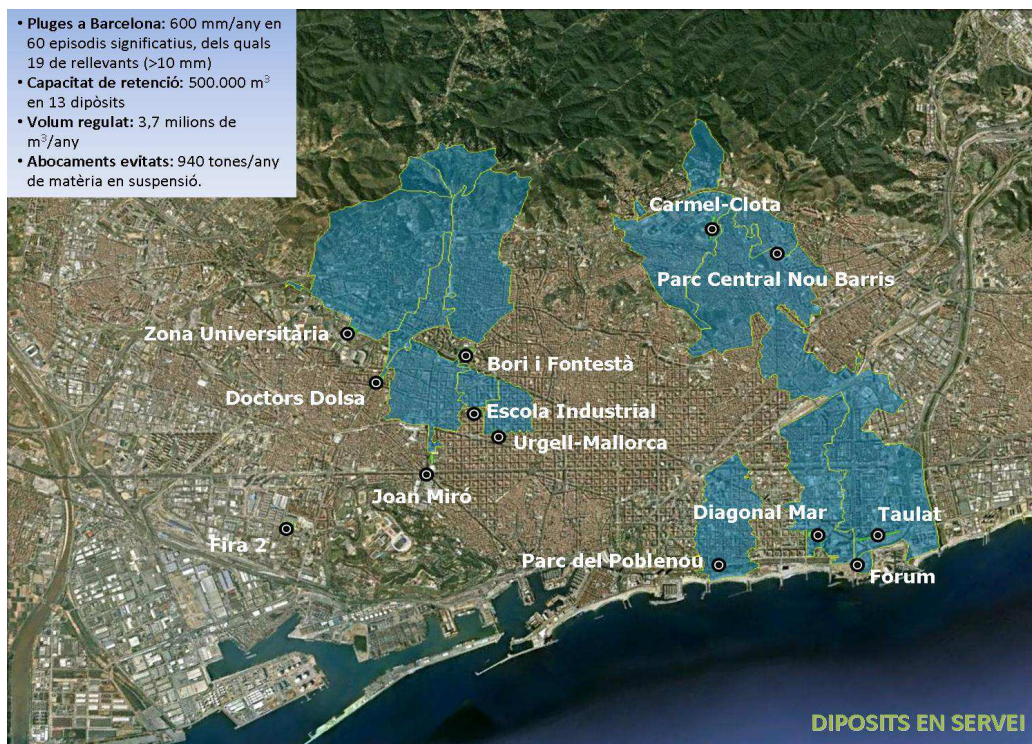 • Pluges a Barcelona: 600 mm/any en
60 episodis significatius, dels quals
19 de rellevants (>10 mm)
• Capacitat de retenció: 500.000 m³
en 13 dipòsits
• Volum regulat: 3,7 milions de
m³/any
• Abocaments evitats: 940 tones/any
de matèria en suspensió.
Carmel-Clota
Parc Central Nou Barris
Zona Universitària
Bori i Fontestà
Doctors Dolsa
Escola Industrial
Urgell-Mallorca
Joan Miró
Diagonal Mar
Taulat
Fira 2
Parc del Poblenou
Fòrum
DIPOSITS EN SERVEI